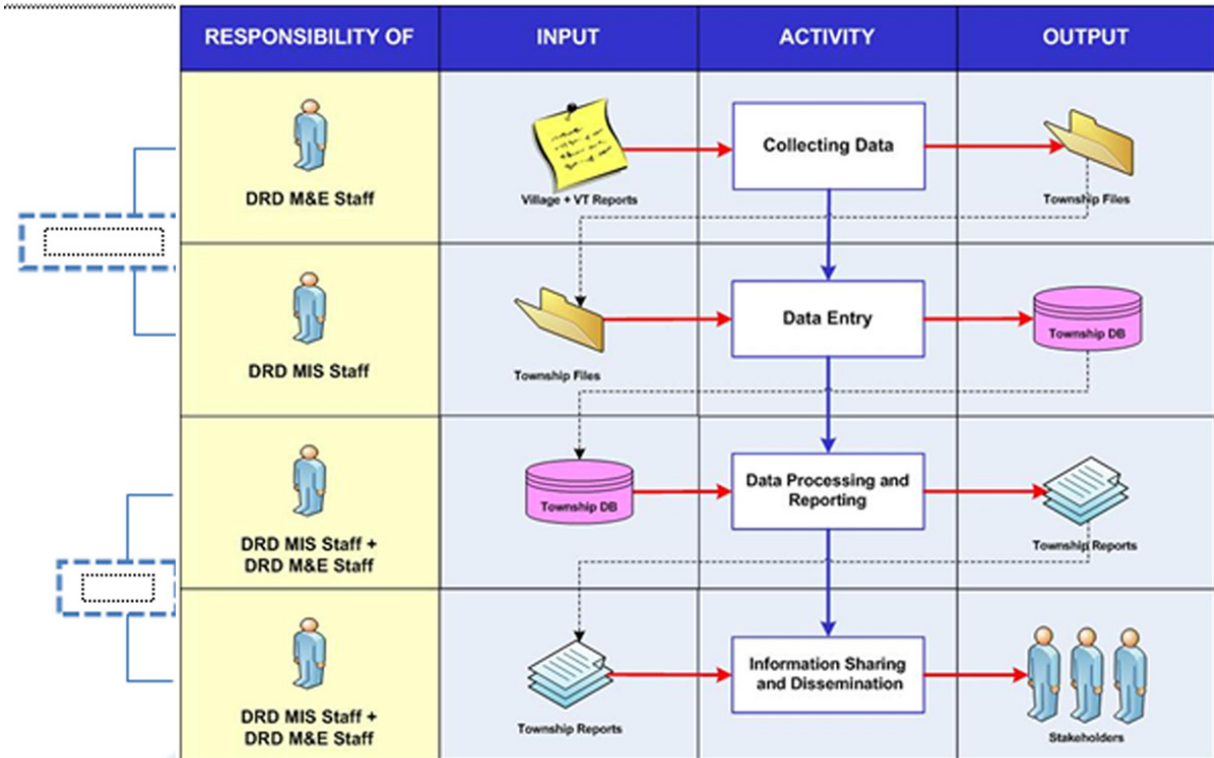 RESPONSIBILITY OF
INPUT
ACTIVITY
OUTPUT
DRD M&E Staff
Village + VT Reports
Collecting Data
Township Files
DRD MIS Staff
Township Files
Data Entry
Township DB
DRD MIS Staff +
DRD M&E Staff
Township DB
Data Processing and
Reporting
Township Reports
DRD MIS Staff +
DRD M&E Staff
Township Reports
Information Sharing
and Dissemination
Stakeholders